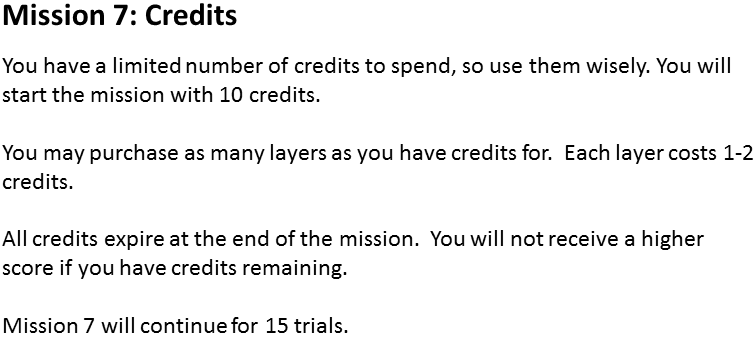 Mission 7: Credits
You have a limited number of credits to spend, so use them wisely. You will
start the mission with 10 credits.
You may purchase as many layers as you have credits for.  Each layer costs 1-2
credits.
All credits expire at the end of the mission.  You will not receive a higher
score if you have credits remaining.
Mission 7 will continue for 15 trials.